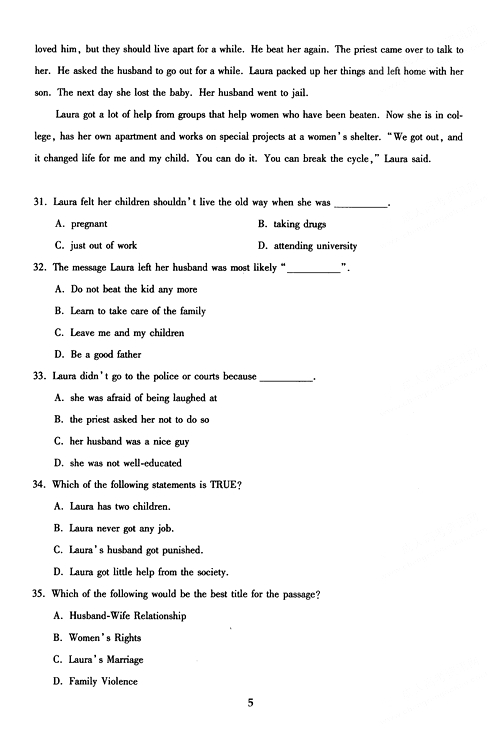 loved him, but they should live apart for a while. He beat her again. The priest came over to talk to
her. He asked the husband to go out for a while. Laura packed up her things and left home with her
son. The next day she lost the baby. Her husband went to jail.
Laura got a lot of help from groups that help women who have been beaten. Now she is in col-
lege, has her own apartment and works on special projects at a women's shelter. "We got out, and
it changed life for me and my child. You can do it. You can break the cycle," Laura said.
31. Laura felt her children shouldn't live the old way when she was __________.
A. pregnant B. taking drugs
C. just out of work D. attending university
32. The message Laura left her husband was most likely "__________".
A. Do not beat the kid any more
B. Learn to take care of the family
C. Leave me and my children
D. Be a good father
33. Laura didn't go to the police or courts because __________.
A. she was afraid of being laughed at
B. the priest asked her not to do so
C. her husband was a nice guy
D. she was not well-educated
34. Which of the following statements is TRUE?
A. Laura has two children.
B. Laura never got any job.
C. Laura's husband got punished.
D. Laura got little help from the society.
35. Which of the following would be the best title for the passage?
A. Husband-Wife Relationship
B. Women's Rights
C. Laura's Marriage
D. Family Violence
5